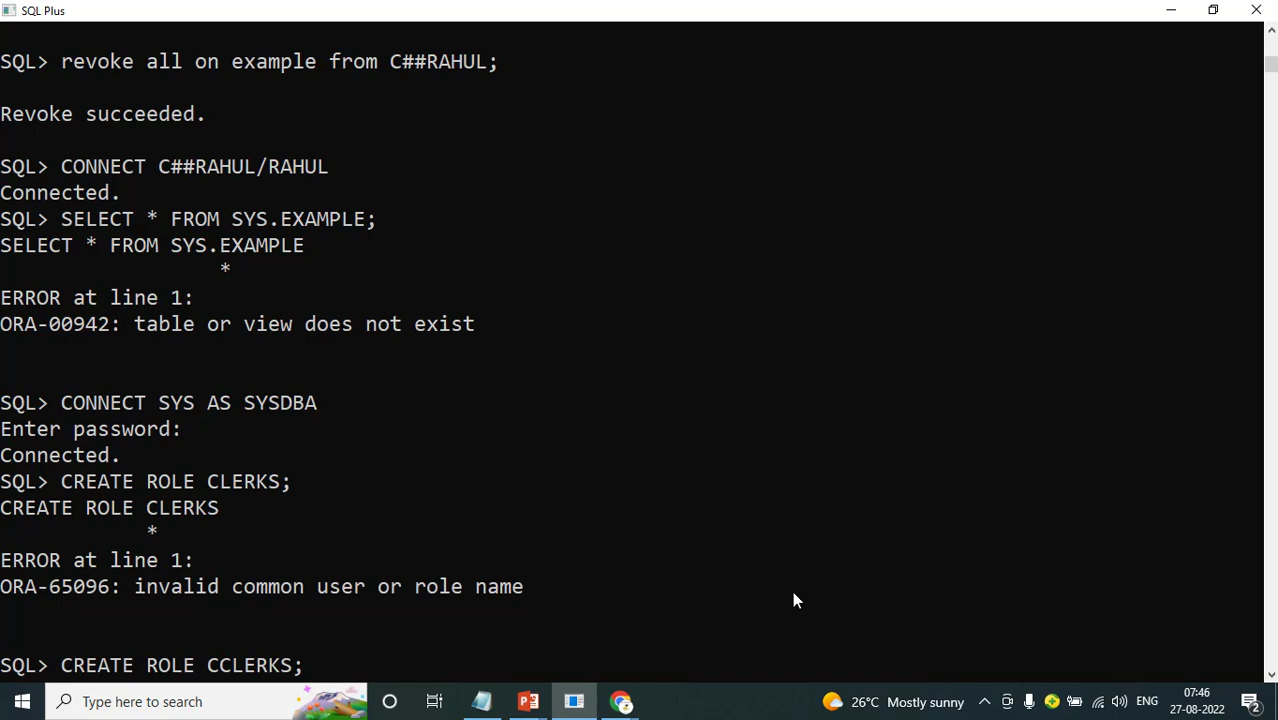 SQL Plus
SQL> revoke all on example from C##RAHUL;
Revoke succeeded.
SQL> CONNECT C##RAHUL/RAHUL
Connected.
SQL> SELECT * FROM SYS.EXAMPLE;
SELECT * FROM SYS.EXAMPLE
*
ERROR at line 1:
ORA-00942: table or view does not exist
SQL> CONNECT SYS AS SYSDBA
Enter password:
Connected.
SQL> CREATE ROLE CLERKS;
CREATE ROLE CLERKS
*
ERROR at line 1:
ORA-65096: invalid common user or role name
SQL> CREATE ROLE CCLERKS;
Type here to search
26°C Mostly sunny
ENG
07:46
27-08-2022
2